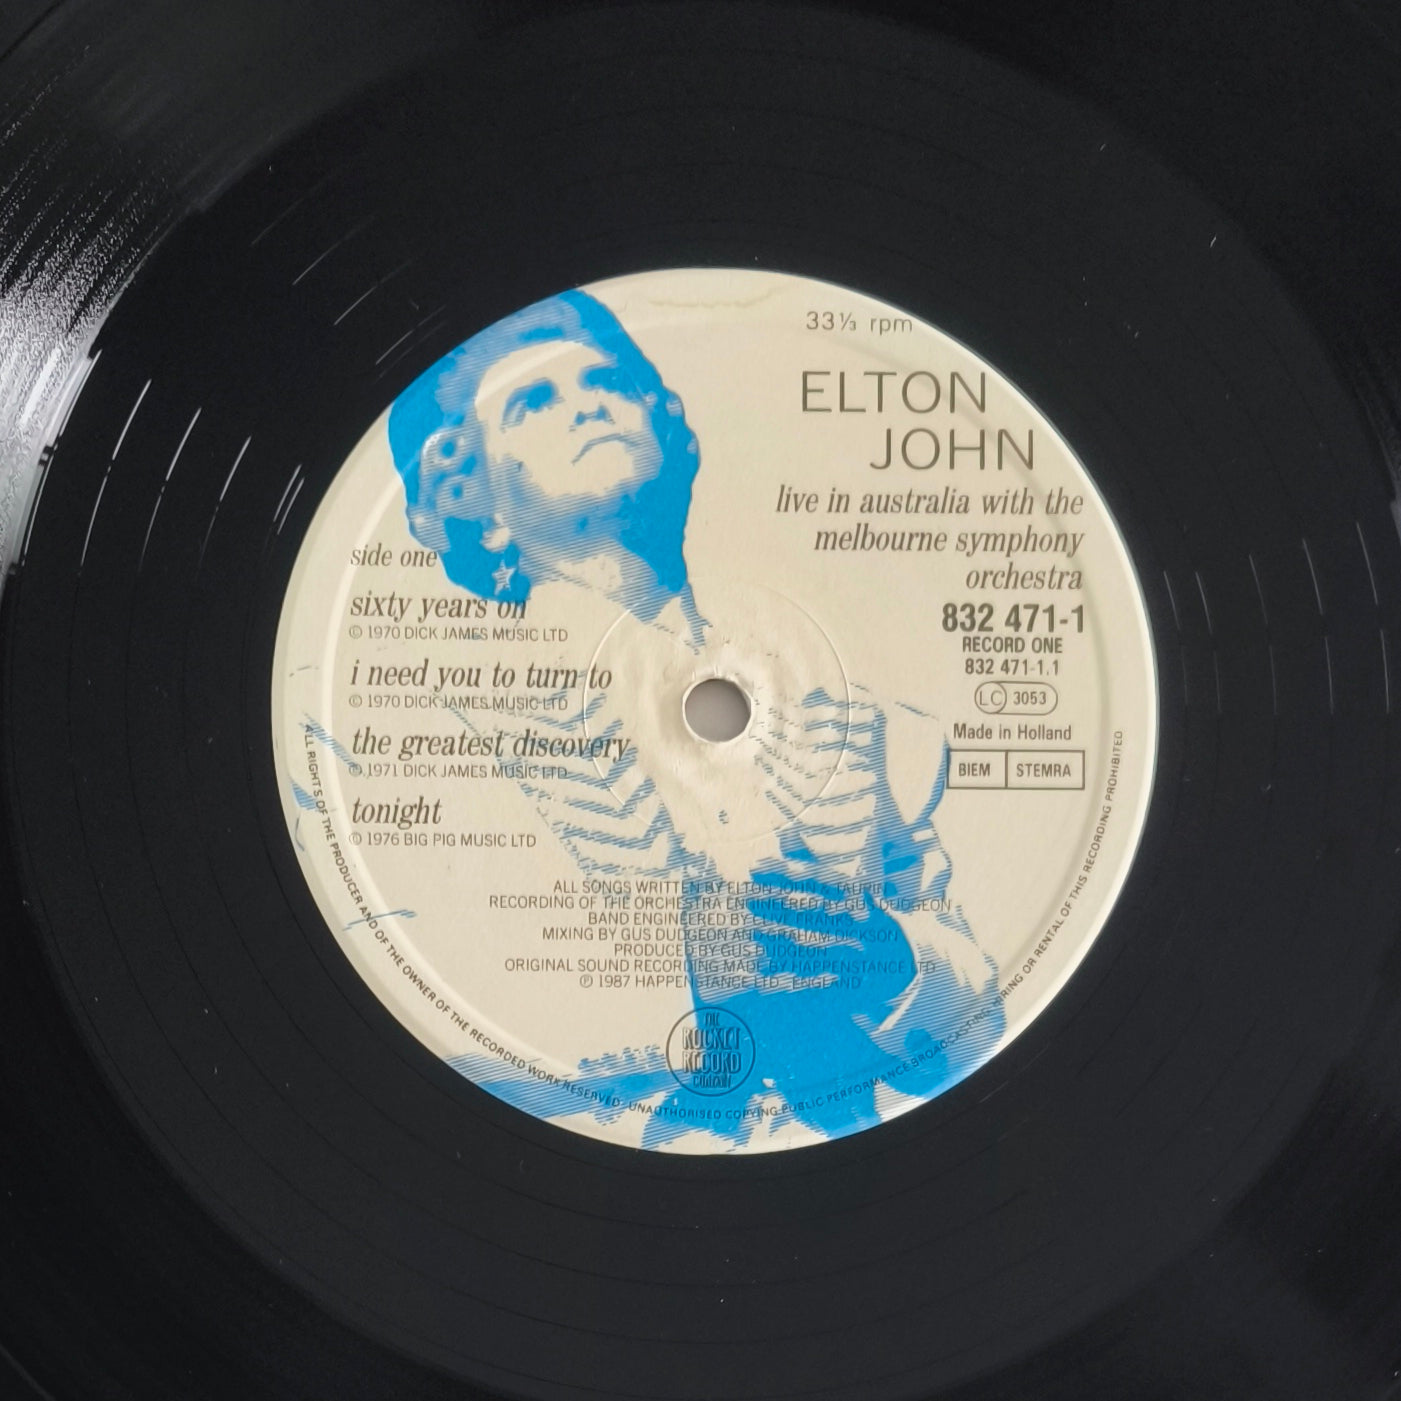 33⅓ rpm
ELTON
JOHN
live in australia with the
melbourne symphony
orchestra
832 471-1
RECORD ONE
832 471-1.1
LC 3053
Made in Holland
BIEM STEMRA
side one
sixty years on
© 1970 DICK JAMES MUSIC LTD
i need you to turn to
© 1970 DICK JAMES MUSIC LTD
the greatest discovery
© 1971 DICK JAMES MUSIC LTD
tonight
© 1976 BIG PIG MUSIC LTD
ALL SONGS WRITTEN BY ELTON JOHN & TAUPIN
RECORDING OF THE ORCHESTRA ENGINEERED BY GUS DUDGEON
BAND ENGINEERED BY CLIVE FRANKS
MIXING BY GUS DUDGEON AND GRAHAM DICKSON
PRODUCED BY GUS DUDGEON
ORIGINAL SOUND RECORDING MADE BY HAPPENSTANCE LTD
℗ 1987 HAPPENSTANCE LTD., ENGLAND
THE
ROCKET
RECORD
COMPANY
ALL RIGHTS OF THE PRODUCER AND OF THE OWNER OF THE RECORDED WORK RESERVED. UNAUTHORISED COPYING PUBLIC PERFORMANCE BROADCASTING HIRING OR RENTAL OF THIS RECORDING PROHIBITED